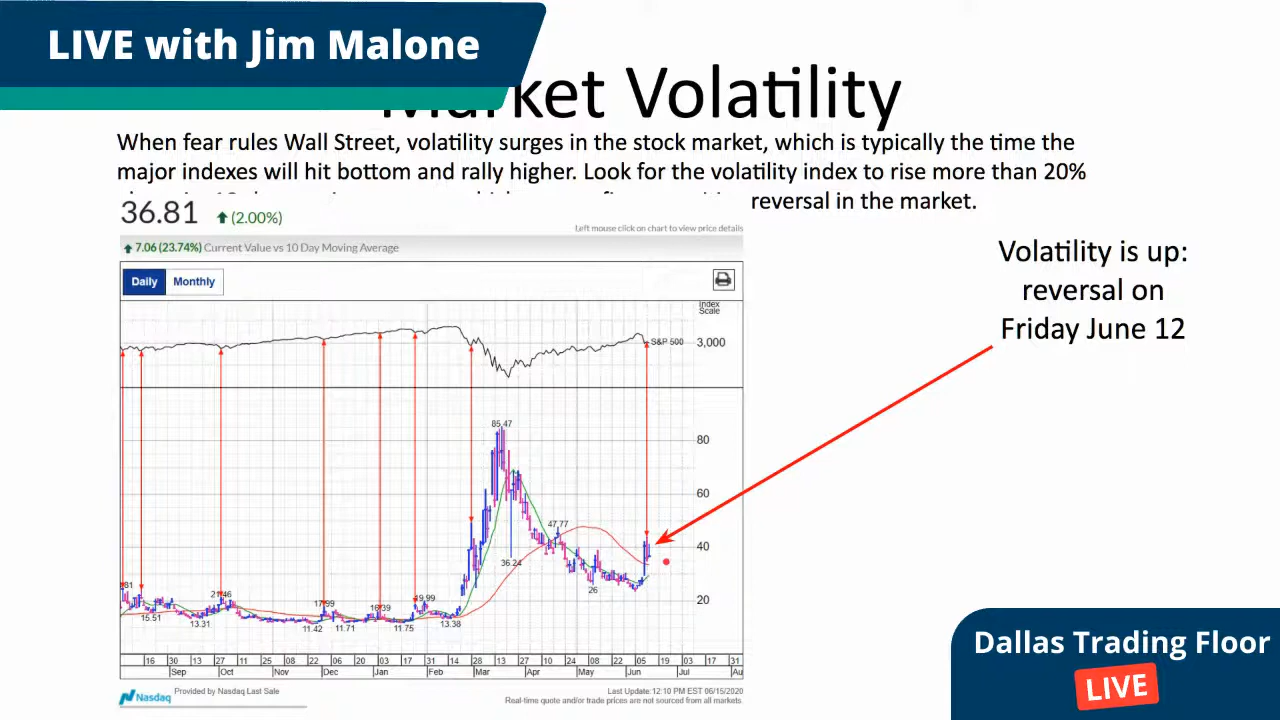 LIVE with Jim Malone
Market Volatility
When fear rules Wall Street, volatility surges in the stock market, which is typically the time the
major indexes will hit bottom and rally higher. Look for the volatility index to rise more than 20%
reversal in the market.
36.81 (2.00%)
Left mouse click on chart to view price details
7.06 (23.74%) Current Value vs 10 Day Moving Average
Daily Monthly
Index
Scale
S&P 500 3,000
Volatility is up:
reversal on
Friday June 12
85.47
80
60
47.77
40
36.24
26
20
15.51
13.31
21.46
11.42
17.99
11.71
16.39
11.75
19.99
13.38
16 30 13 27 11 25 08 22 06 20 03 17 31 14 28 13 27 10 24 08 22 05 19 03 17 31
Sep Oct Nov Dec Jan Feb Mar Apr May Jun Jul Au
Nasdaq
Provided by Nasdaq Last Sale
Last Update: 12:10 PM EST 06/15/2020
Real-time quote and/or trade prices are not sourced from all markets.
Dallas Trading Floor
LIVE